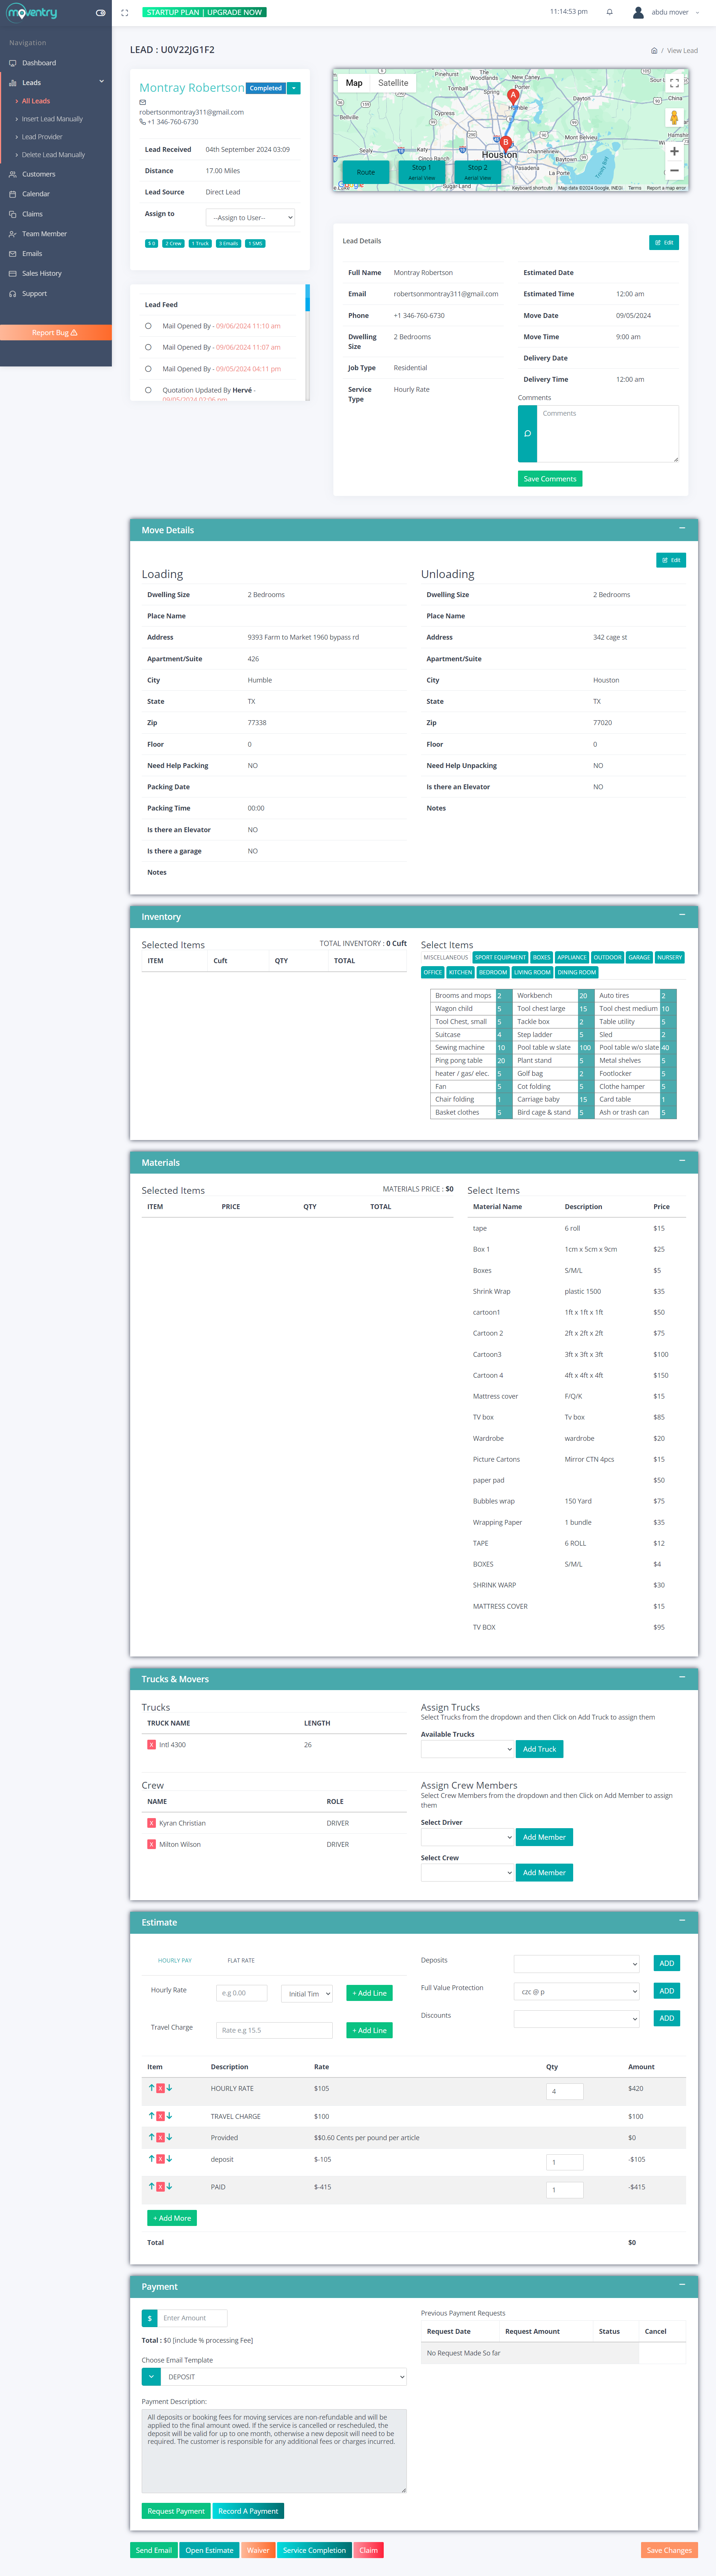 moventry
STARTUP PLAN | UPGRADE NOW
11:14:53 pm
abdu mover
Navigation
Dashboard
Leads
All Leads
Insert Lead Manually
Lead Provider
Delete Lead Manually
Customers
Calendar
Claims
Team Member
Emails
Sales History
Support
Report Bug
LEAD : U0V22JG1F2
/ View Lead
Montray Robertson
Completed
robertsonmontray311@gmail.com
+1 346-760-6730
Lead Received 04th September 2024 03:09
Distance 17.00 Miles
Lead Source Direct Lead
Assign to --Assign to User--
$ 0 2 Crew 1 Truck 3 Emails 1 SMS
Map Satellite
Pinehurst
The Woodlands
Tomball
Spring
Prairie View
Bellville
Sealy
Katy
Cinco Ranch
Humble
Houston
Pasadena
Sugar Land
Mont Belvieu
Baytown
La Porte
Dayton
Daisetta
China
Hamshire
A
B
Route
Stop 1
Aerial View
Stop 2
Aerial View
Google
Keyboard shortcuts Map data ©2024 Google, INEGI Terms Report a map error
Lead Feed
Mail Opened By - 09/06/2024 11:10 am
Mail Opened By - 09/06/2024 11:07 am
Mail Opened By - 09/05/2024 04:11 pm
Quotation Updated By Hervé -
09/05/2024 02:06 pm
Lead Details
Edit
Full Name Montray Robertson
Email robertsonmontray311@gmail.com
Phone +1 346-760-6730
Dwelling Size 2 Bedrooms
Job Type Residential
Service Type Hourly Rate
Estimated Date
Estimated Time 12:00 am
Move Date 09/05/2024
Move Time 9:00 am
Delivery Date
Delivery Time 12:00 am
Comments
Comments
Save Comments
Move Details
Edit
Loading
Dwelling Size 2 Bedrooms
Place Name
Address 9393 Farm to Market 1960 bypass rd
Apartment/Suite 426
City Humble
State TX
Zip 77338
Floor 0
Need Help Packing NO
Packing Date
Packing Time 00:00
Is there an Elevator NO
Is there a garage NO
Notes
Unloading
Dwelling Size 2 Bedrooms
Place Name
Address 342 cage st
Apartment/Suite
City Houston
State TX
Zip 77020
Floor 0
Need Help Unpacking NO
Is there an Elevator NO
Notes
Inventory
Selected Items TOTAL INVENTORY : 0 Cuft
ITEM Cuft QTY TOTAL
Select Items
MISCELLANEOUS SPORT EQUIPMENT BOXES APPLIANCE OUTDOOR GARAGE NURSERY
OFFICE KITCHEN BEDROOM LIVING ROOM DINING ROOM
Brooms and mops 2 Workbench 20 Auto tires 2
Wagon child 5 Tool chest large 15 Tool chest medium 10
Tool Chest, small 5 Tackle box 2 Table utility 5
Suitcase 4 Step ladder 5 Sled 2
Sewing machine 10 Pool table w slate 100 Pool table w/o slate 40
Ping pong table 20 Plant stand 5 Metal shelves 5
heater / gas/ elec. 5 Golf bag 2 Footlocker 5
Fan 5 Cot folding 5 Clothe hamper 5
Chair folding 1 Carriage baby 15 Card table 1
Basket clothes 5 Bird cage & stand 5 Ash or trash can 5
Materials
Selected Items MATERIALS PRICE : $0
ITEM PRICE QTY TOTAL
Select Items
Material Name Description Price
tape 6 roll $15
Box 1 1cm x 5cm x 9cm $25
Boxes S/M/L $5
Shrink Wrap plastic 1500 $35
cartoon1 1ft x 1ft x 1ft $50
Cartoon 2 2ft x 2ft x 2ft $75
Cartoon3 3ft x 3ft x 3ft $100
Cartoon 4 4ft x 4ft x 4ft $150
Mattress cover F/Q/K $15
TV box Tv box $85
Wardrobe wardrobe $20
Picture Cartons Mirror CTN 4pcs $15
paper pad $50
Bubbles wrap 150 Yard $75
Wrapping Paper 1 bundle $35
TAPE 6 ROLL $12
BOXES S/M/L $4
SHRINK WARP $30
MATTRESS COVER $15
TV BOX $95
Trucks & Movers
Trucks
TRUCK NAME LENGTH
X Intl 4300 26
Assign Trucks
Select Trucks from the dropdown and then Click on Add Truck to assign them
Available Trucks
Add Truck
Crew
NAME ROLE
X Kyran Christian DRIVER
X Milton Wilson DRIVER
Assign Crew Members
Select Crew Members from the dropdown and then Click on Add Member to assign
them
Select Driver
Add Member
Select Crew
Add Member
Estimate
HOURLY PAY FLAT RATE
Hourly Rate e.g 0.00 Initial Tim + Add Line
Travel Charge Rate e.g 15.5 + Add Line
Deposits ADD
Full Value Protection czc @ p ADD
Discounts ADD
Item Description Rate Qty Amount
X HOURLY RATE $105 4 $420
X TRAVEL CHARGE $100 $100
X Provided $$0.60 Cents per pound per article $0
X deposit $-105 1 -$105
X PAID $-415 1 -$415
+ Add More
Total $0
Payment
$ Enter Amount
Total : $0 [include % processing Fee]
Choose Email Template
DEPOSIT
Payment Description:
All deposits or booking fees for moving services are non-refundable and will be
applied to the final amount owed. If the service is cancelled or rescheduled, the
deposit will be valid for up to one month, otherwise a new deposit will need to be
required. The customer is responsible for any additional fees or charges incurred.
Request Payment Record A Payment
Previous Payment Requests
Request Date Request Amount Status Cancel
No Request Made So far
Send Email Open Estimate Waiver Service Completion Claim
Save Changes